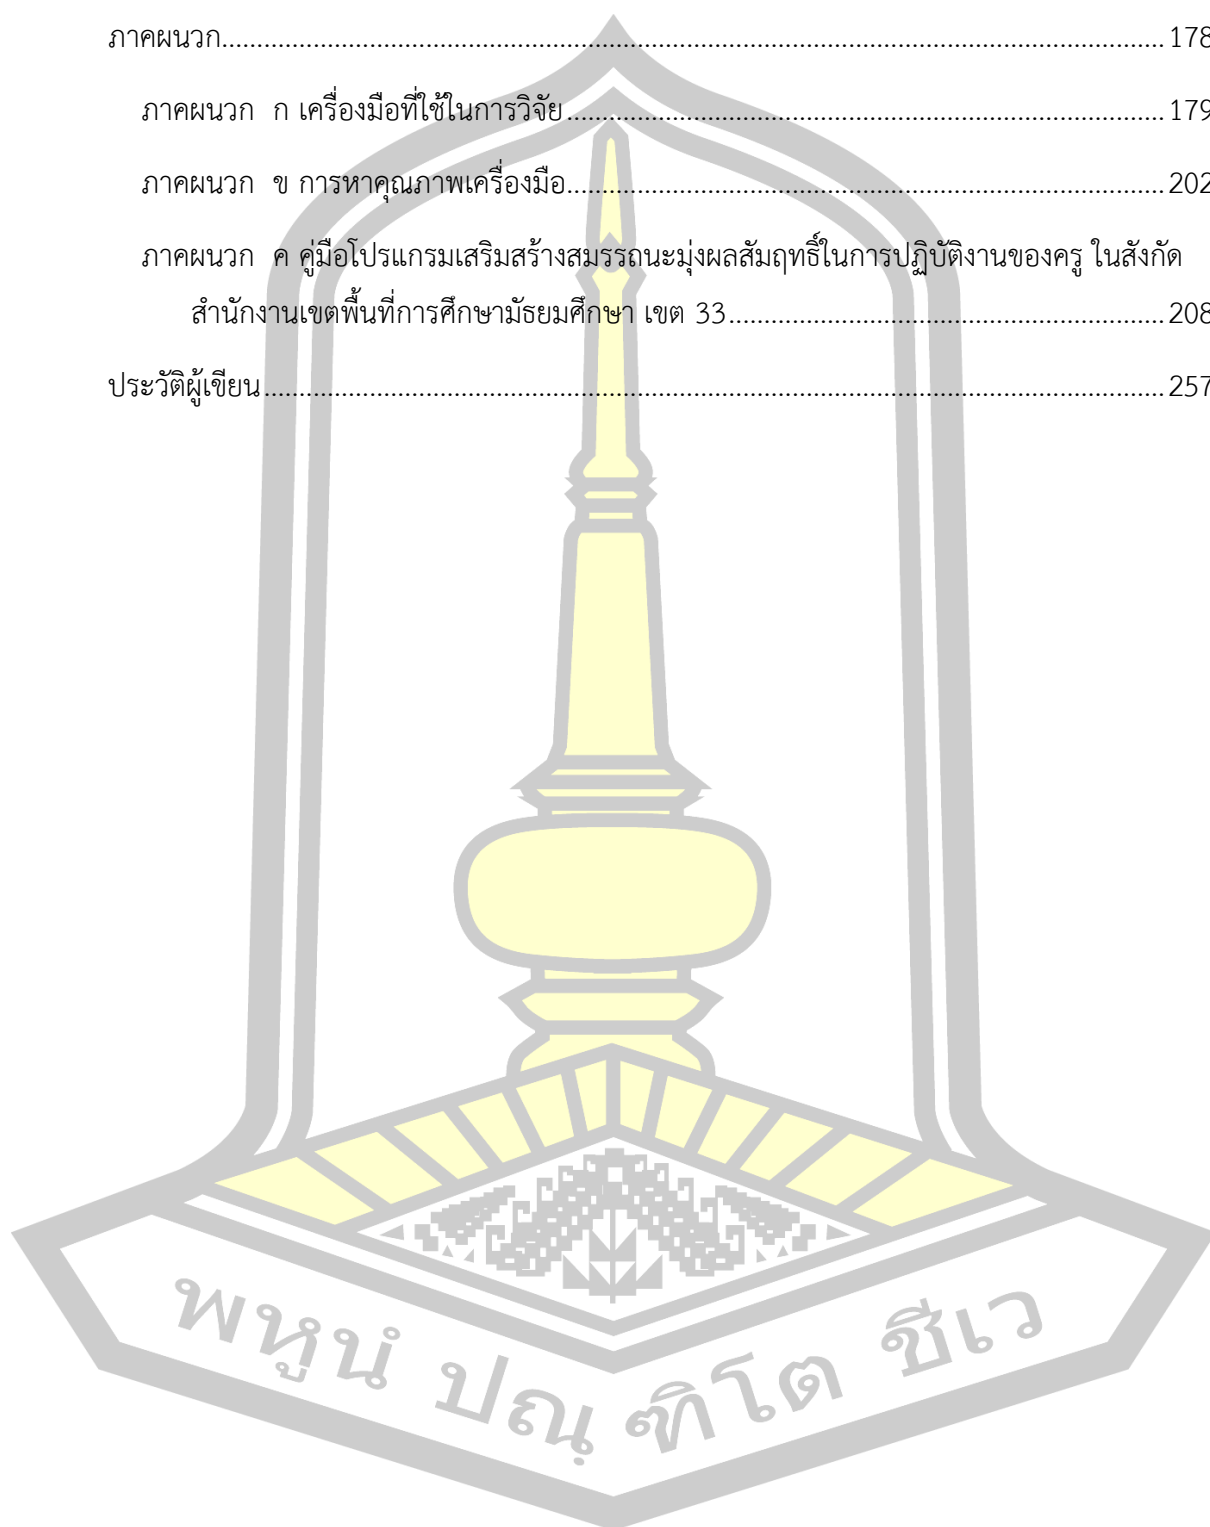 ภาคผนวก.......................................................................................................................................178
ภาคผนวก ก เครื่องมือที่ใช้ในการวิจัย.....................................................................................179
ภาคผนวก ข การหาคุณภาพเครื่องมือ.....................................................................................202
ภาคผนวก ค คู่มือโปรแกรมเสริมสร้างสมรรถนะมุ่งผลสัมฤทธิ์ในการปฏิบัติงานของครู ในสังกัด
สำนักงานเขตพื้นที่การศึกษามัธยมศึกษา เขต 33...............................................................208
ประวัติผู้เขียน.................................................................................................................................257
พหูนํ ปณฺฑิโต ชีเว